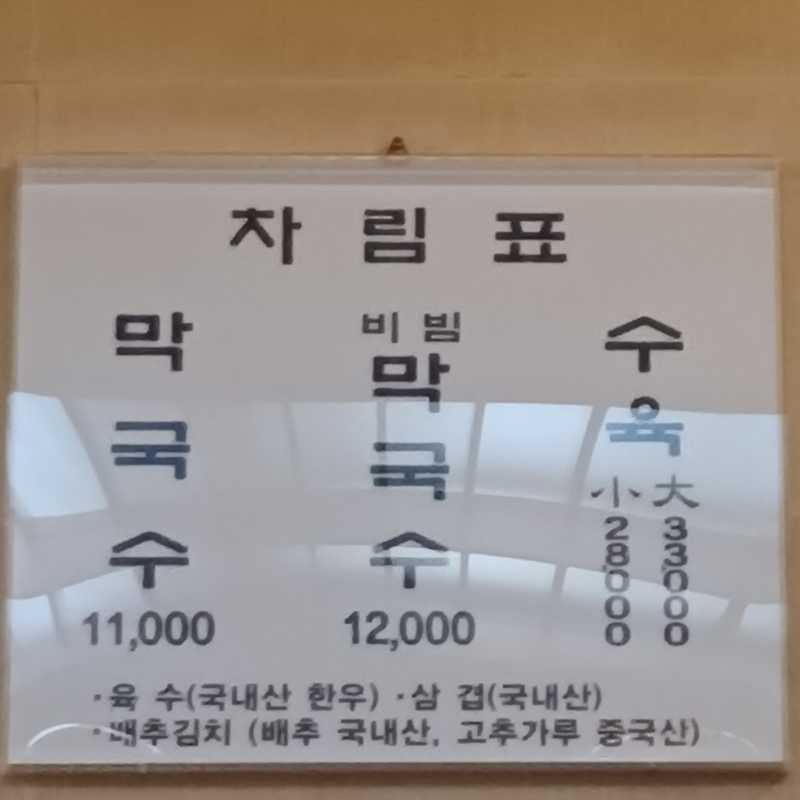 차림표
막국수
11,000
비빔
막국수
12,000
수육
小 28000
大 33000
·육 수(국내산 한우) ·삼 겹(국내산)
·배추김치 (배추 국내산, 고추가루 중국산)